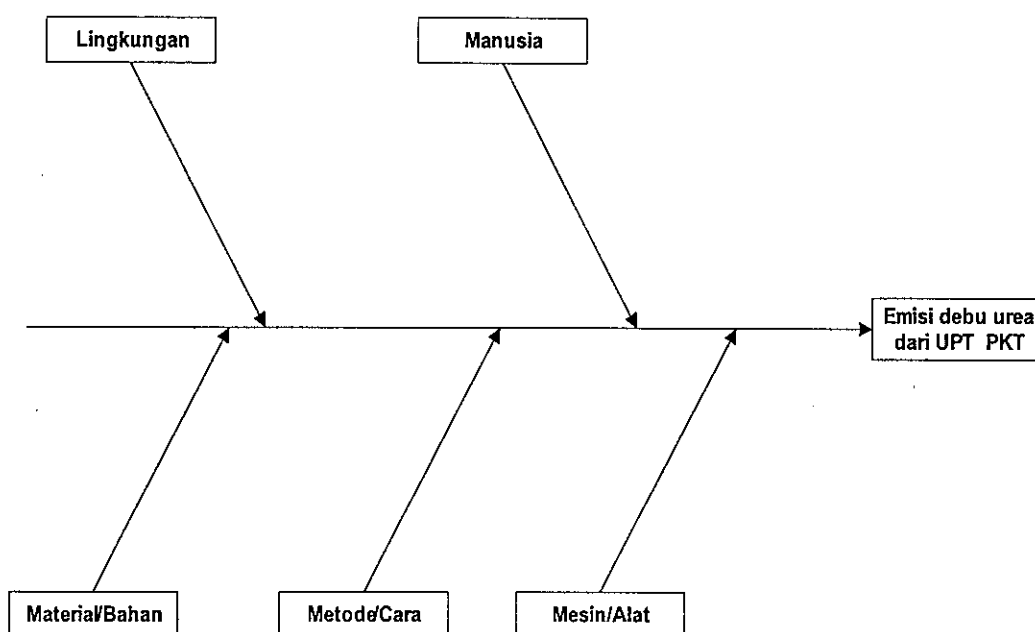 Lingkungan
Manusia
Emisi debu urea
dari UPT PKT
Material/Bahan
Metode/Cara
Mesin/Alat